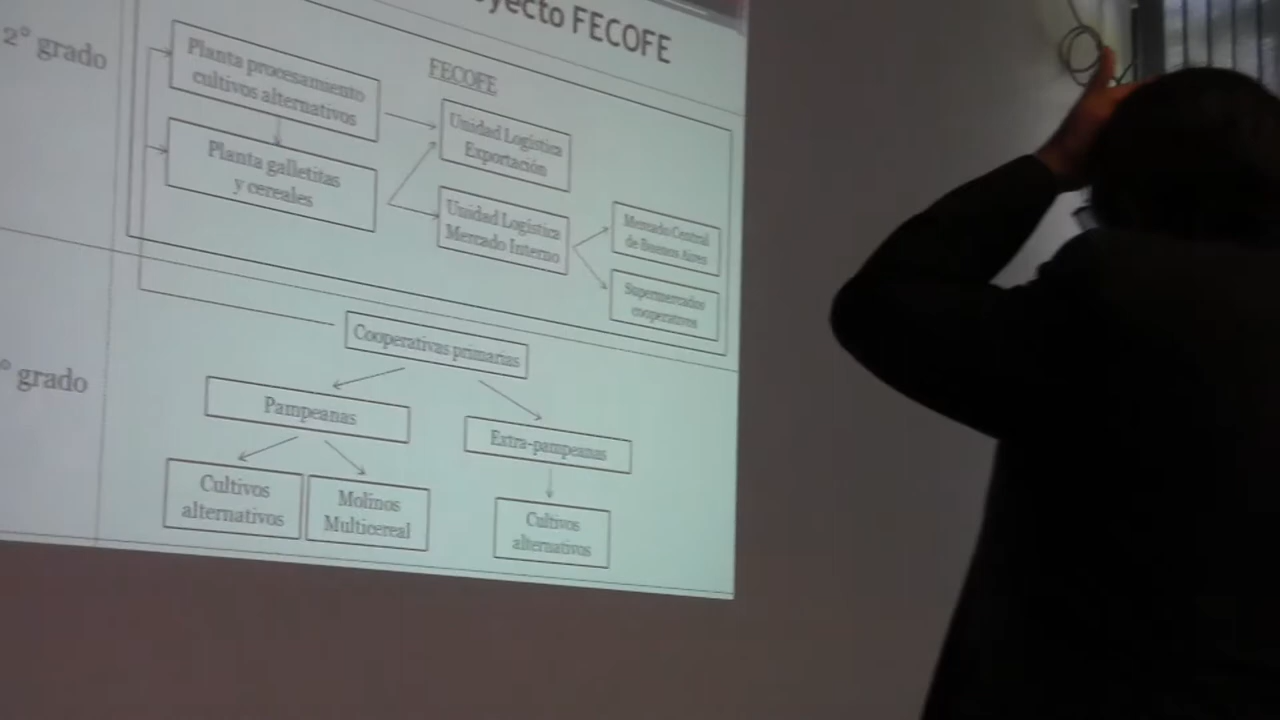 oyecto FECOFE
2° grado
Planta procesamiento
cultivos alternativos
FECOFE
Unidad Logística
Exportación
Planta galletitas
y cereales
Unidad Logística
Mercado Interno
Mercado Central
de Buenos Aires
Supermercados
cooperativos
° grado
Cooperativas primarias
Pampeanas
Extra-pampeanas
Cultivos
alternativos
Molinos
Multicereal
Cultivos
alternativos